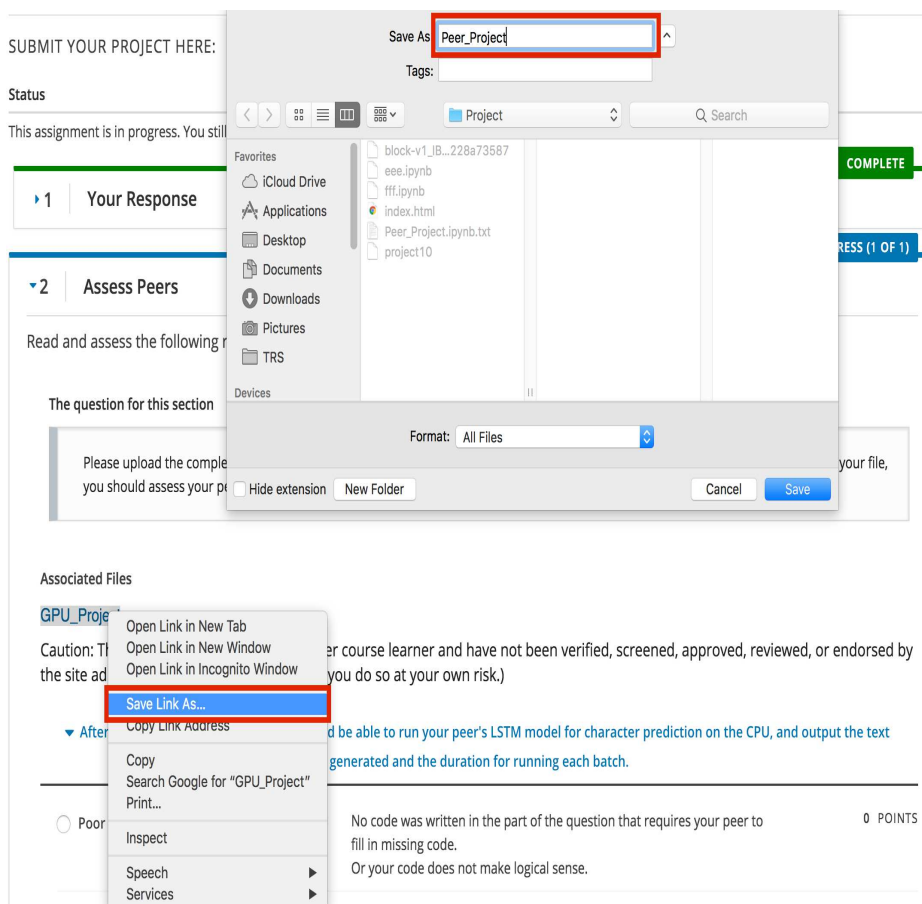 SUBMIT YOUR PROJECT HERE:
Status
This assignment is in progress. You still
COMPLETE
1 Your Response
RESS (1 OF 1)
2 Assess Peers
Read and assess the following
The question for this section
Please upload the comple your file,
you should assess your pe
Save As: Peer_Project
Tags:
Project
Search
Favorites
iCloud Drive
Applications
Desktop
Documents
Downloads
Pictures
TRS
Devices
block-v1_IB...228a73587
eee.ipynb
fff.ipynb
index.html
Peer_Project.ipynb.txt
project10
Format: All Files
Hide extension New Folder Cancel Save
Associated Files
GPU_Proje
Caution: Th er course learner and have not been verified, screened, approved, reviewed, or endorsed by
the site ad you do so at your own risk.)
After d be able to run your peer's LSTM model for character prediction on the CPU, and output the text
generated and the duration for running each batch.
Open Link in New Tab
Open Link in New Window
Open Link in Incognito Window
Save Link As...
Copy Link Address
Copy
Search Google for “GPU_Project”
Print...
Inspect
Speech
Services
Poor
No code was written in the part of the question that requires your peer to 0 POINTS
fill in missing code.
Or your code does not make logical sense.